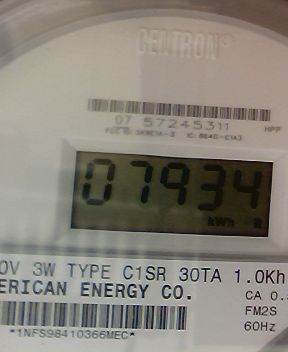 CENTRON®
07 57245311
HPP
07934
kWh
0V 3W TYPE C1SR 30TA 1.0Kh
ERICAN ENERGY CO.
CA 0.
FM2S
60Hz
*1NFS98410366MEC*